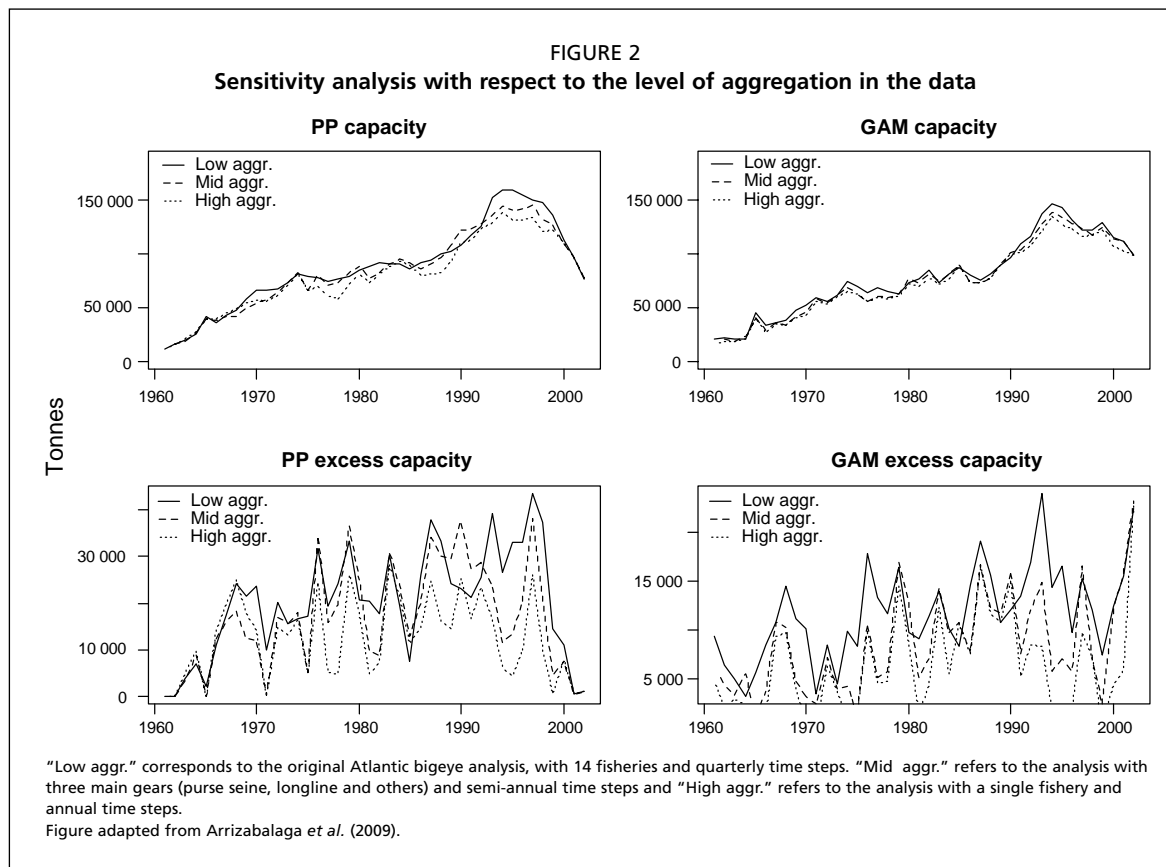 FIGURE 2
Sensitivity analysis with respect to the level of aggregation in the data
PP capacity
Low aggr.
Mid aggr.
High aggr.
150 000
50 000
0
1960 1970 1980 1990 2000
GAM capacity
Low aggr.
Mid aggr.
High aggr.
150 000
50 000
0
1960 1970 1980 1990 2000
Tonnes
PP excess capacity
Low aggr.
Mid aggr.
High aggr.
30 000
10 000
0
1960 1970 1980 1990 2000
GAM excess capacity
Low aggr.
Mid aggr.
High aggr.
15 000
5 000
1960 1970 1980 1990 2000
"Low aggr." corresponds to the original Atlantic bigeye analysis, with 14 fisheries and quarterly time steps. "Mid aggr." refers to the analysis with
three main gears (purse seine, longline and others) and semi-annual time steps and "High aggr." refers to the analysis with a single fishery and
annual time steps.
Figure adapted from Arrizabalaga et al. (2009).